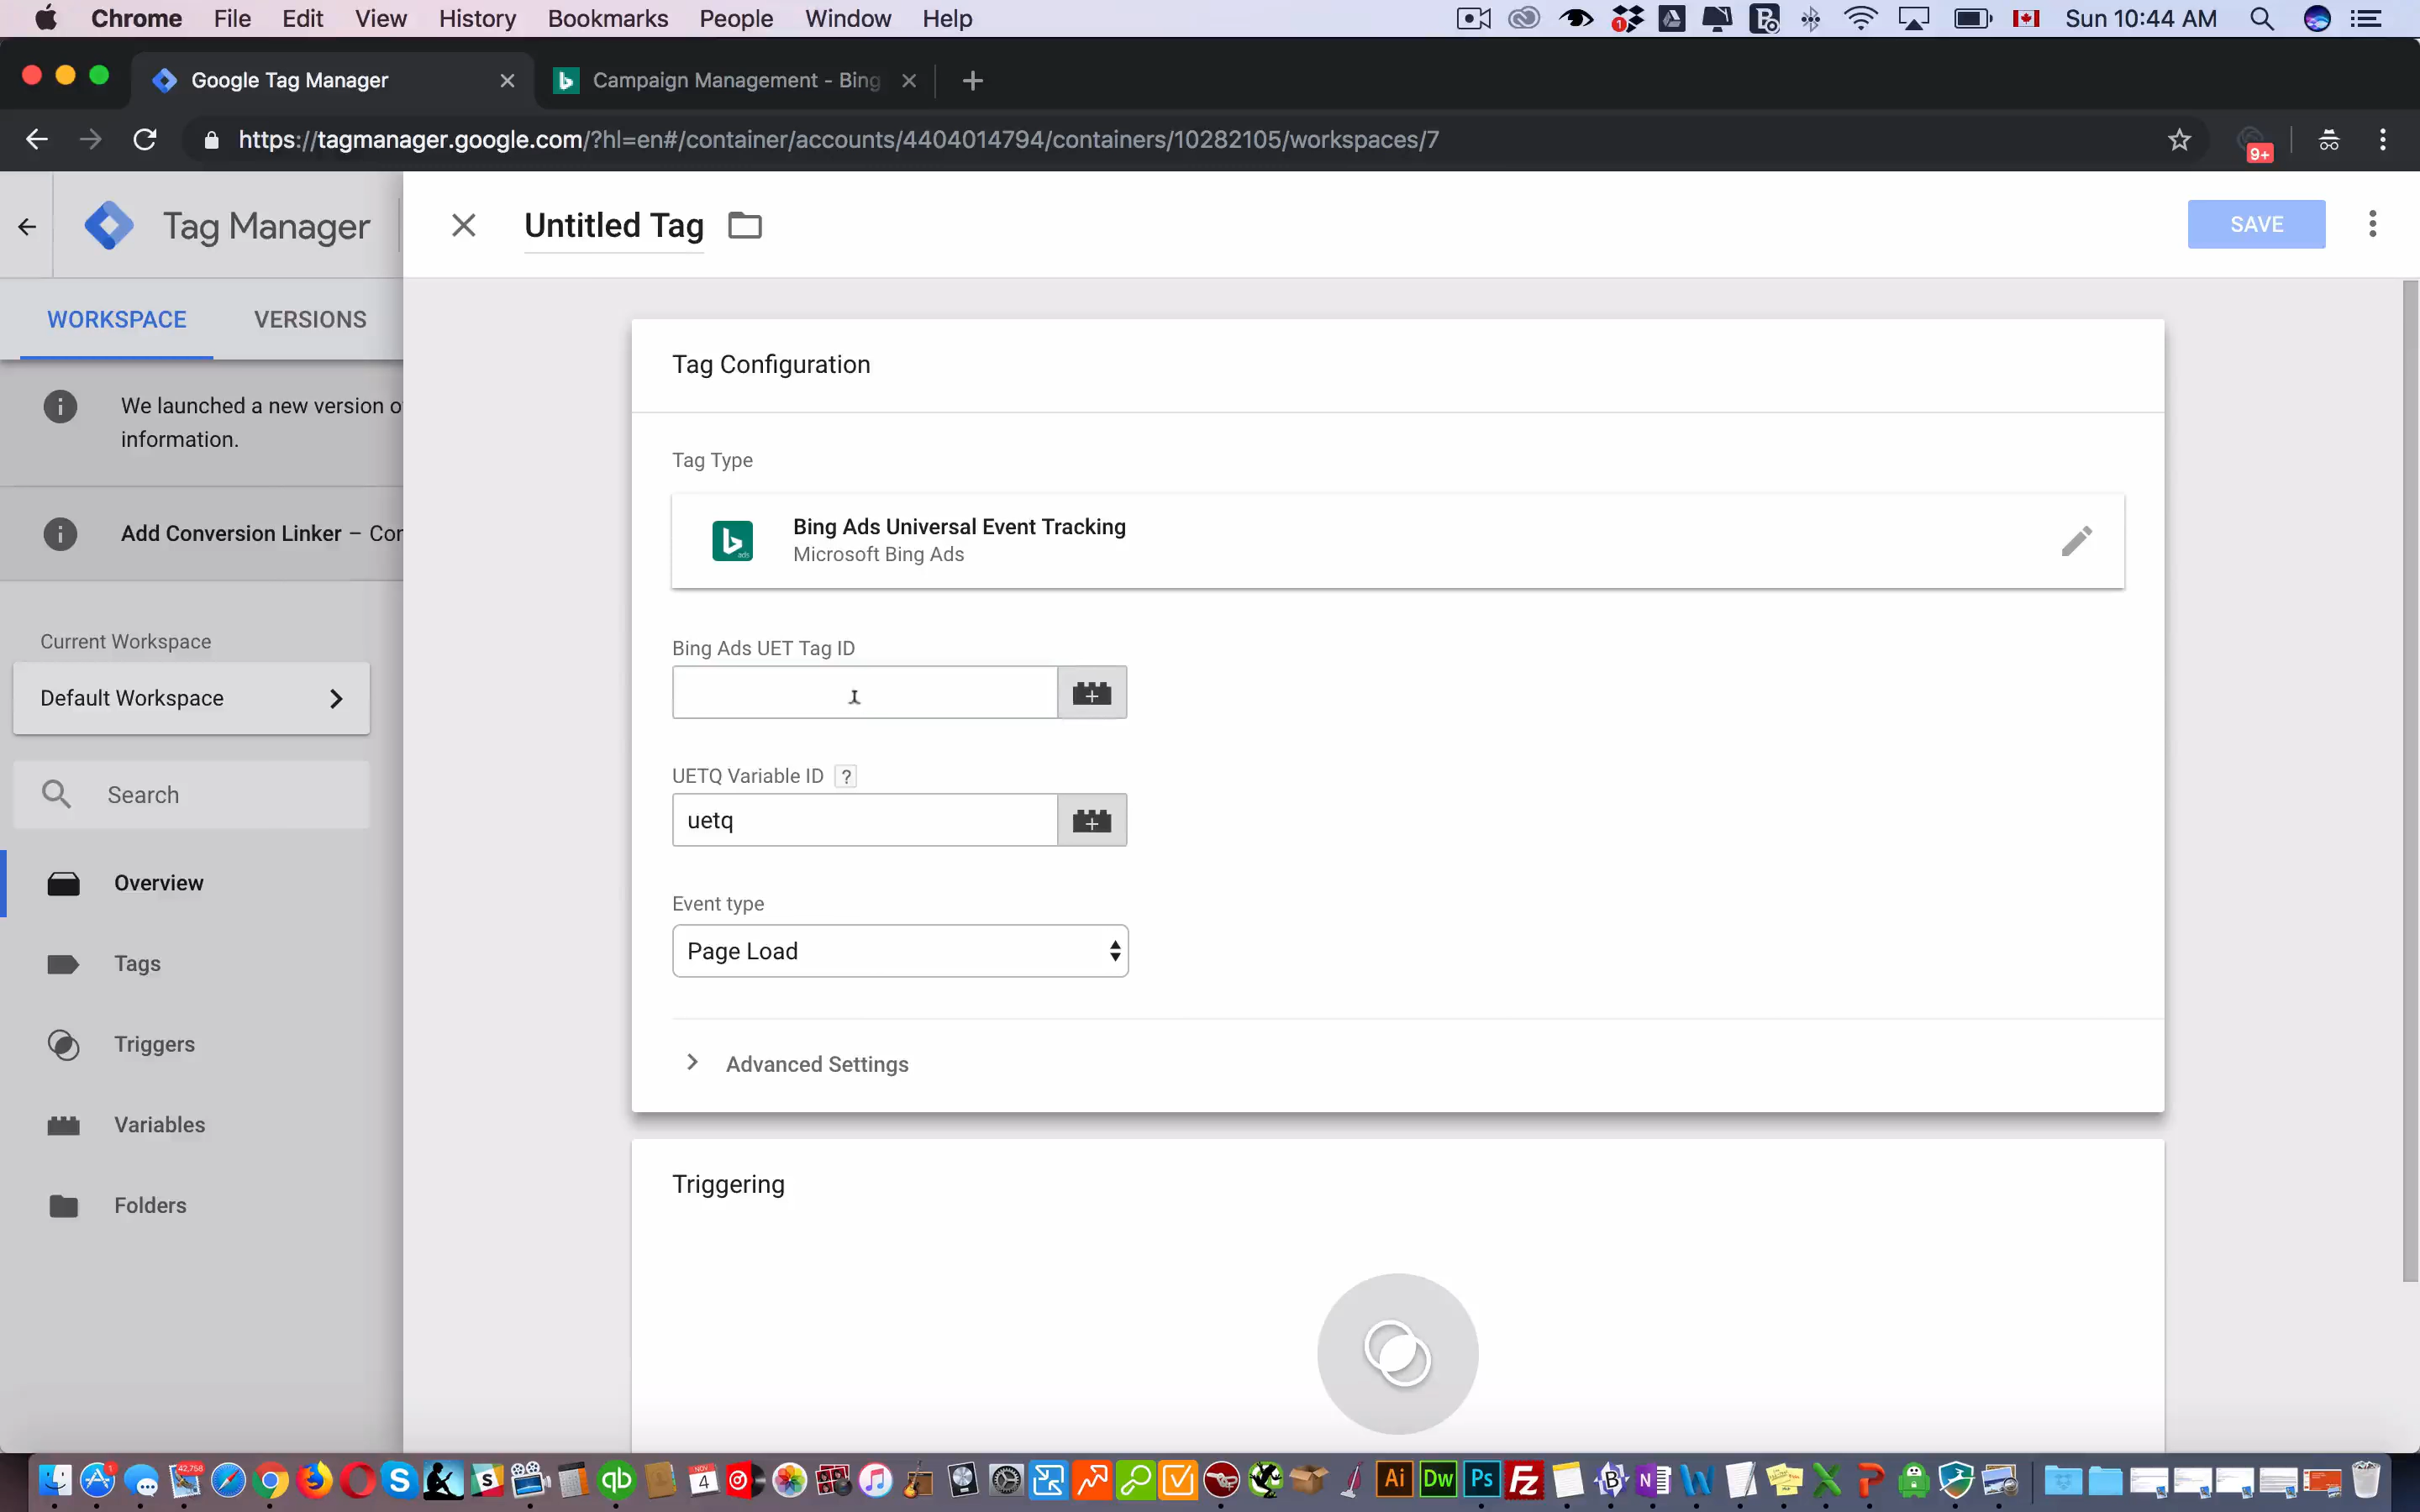 Chrome File Edit View History Bookmarks People Window Help Sun 10:44 AM
Google Tag Manager Campaign Management - Bing
https://tagmanager.google.com/?hl=en#/container/accounts/4404014794/containers/10282105/workspaces/7 9+
Tag Manager
Untitled Tag
SAVE
WORKSPACE VERSIONS
We launched a new version
information.
Add Conversion Linker –
Current Workspace
Default Workspace
Search
Overview
Tags
Triggers
Variables
Folders
Tag Configuration
Tag Type
Bing Ads Universal Event Tracking
Microsoft Bing Ads
Bing Ads UET Tag ID
UETQ Variable ID ?
uetq
Event type
Page Load
Advanced Settings
Triggering